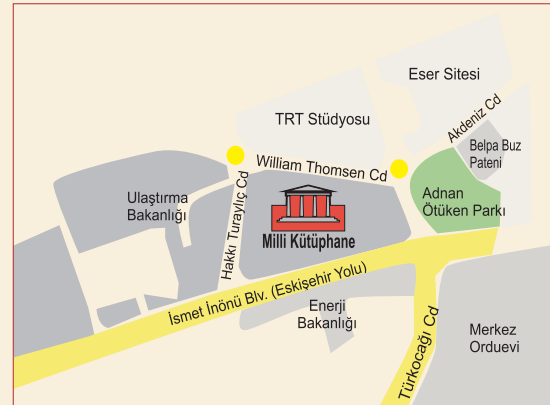 Eser Sitesi
TRT Stüdyosu
Akdeniz Cd
Belpa Buz
Pateni
William Thomsen Cd
Ulaştırma
Bakanlığı
Hakkı Turaylıç Cd
Adnan
Ötüken Parkı
Milli Kütüphane
İsmet İnönü Blv. (Eskişehir Yolu)
Enerji
Bakanlığı
Türkocağı Cd
Merkez
Orduevi